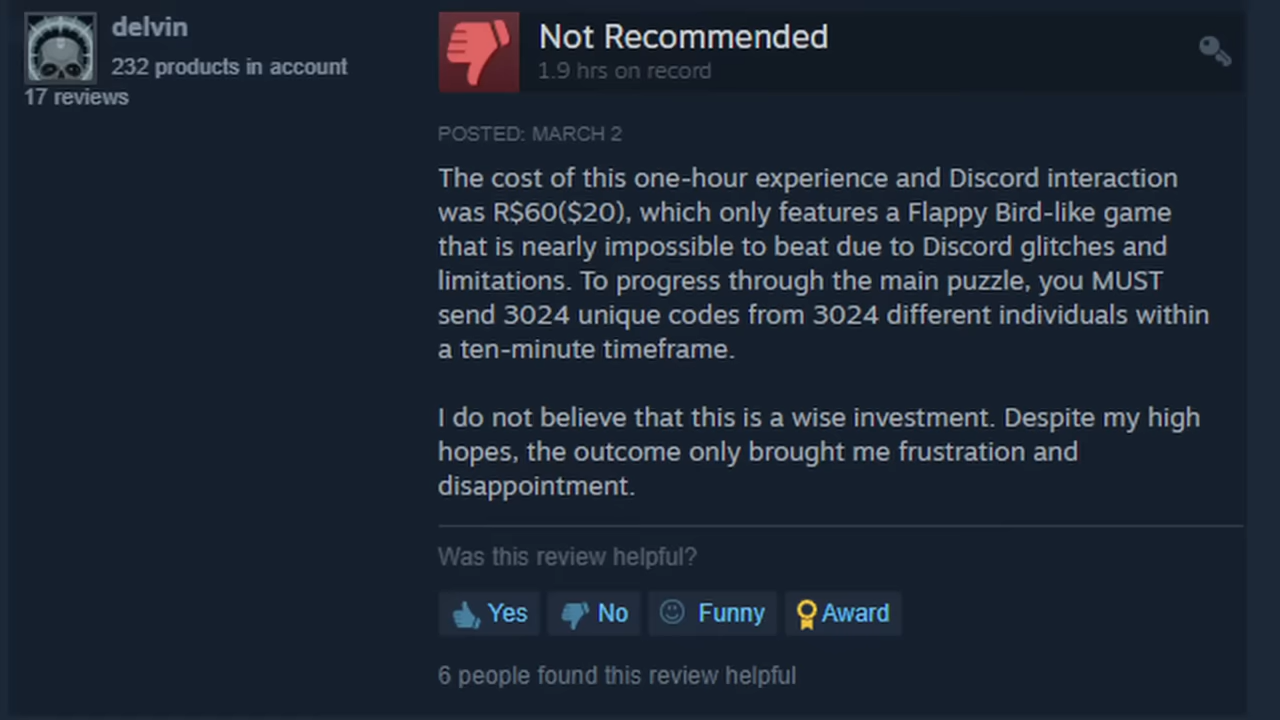 delvin
232 products in account
17 reviews
Not Recommended
1.9 hrs on record
POSTED: MARCH 2
The cost of this one-hour experience and Discord interaction
was R$60($20), which only features a Flappy Bird-like game
that is nearly impossible to beat due to Discord glitches and
limitations. To progress through the main puzzle, you MUST
send 3024 unique codes from 3024 different individuals within
a ten-minute timeframe.
I do not believe that this is a wise investment. Despite my high
hopes, the outcome only brought me frustration and
disappointment.
Was this review helpful?
Yes No Funny Award
6 people found this review helpful